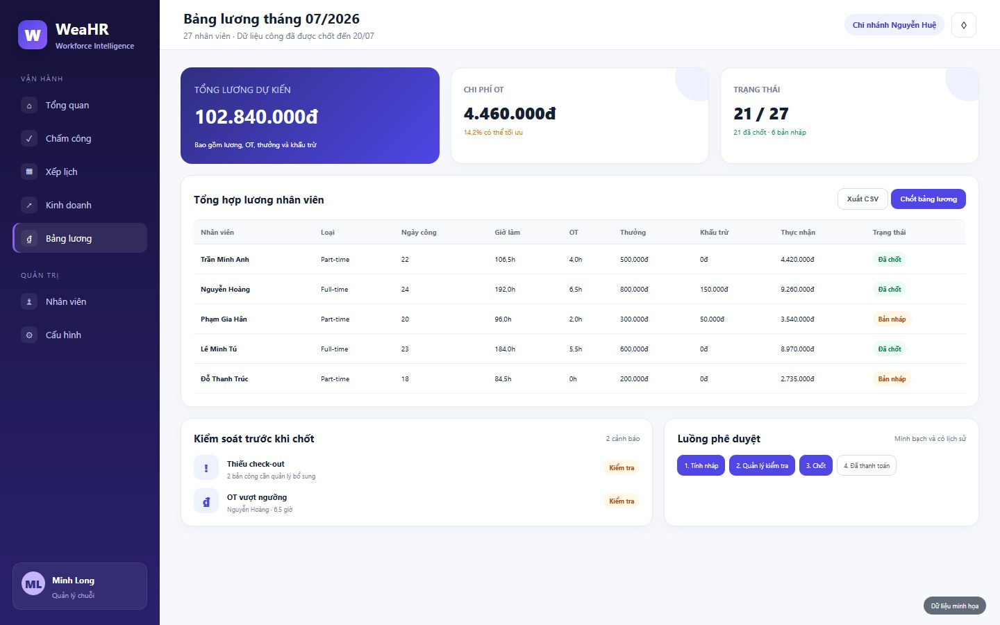 W
WeaHR
Workforce Intelligence
VẬN HÀNH
Tổng quan
Chấm công
Xếp lịch
Kinh doanh
₫ Bảng lương
QUẢN TRỊ
Nhân viên
Cấu hình
ML
Minh Long
Quản lý chuỗi
Bảng lương tháng 07/2026
27 nhân viên · Dữ liệu công đã được chốt đến 20/07
Chi nhánh Nguyễn Huệ
TỔNG LƯƠNG DỰ KIẾN
102.840.000đ
Bao gồm lương, OT, thưởng và khấu trừ
CHI PHÍ OT
4.460.000đ
14,2% có thể tối ưu
TRẠNG THÁI
21 / 27
21 đã chốt · 6 bản nháp
Tổng hợp lương nhân viên
Xuất CSV
Chốt bảng lương
Nhân viên Loại Ngày công Giờ làm OT Thưởng Khấu trừ Thực nhận Trạng thái
Trần Minh Anh Part-time 22 106,5h 4,0h 500.000đ 0đ 4.420.000đ Đã chốt
Nguyễn Hoàng Full-time 24 192,0h 6,5h 800.000đ 150.000đ 9.260.000đ Đã chốt
Phạm Gia Hân Part-time 20 96,0h 2,0h 300.000đ 50.000đ 3.540.000đ Bản nháp
Lê Minh Tú Full-time 23 184,0h 5,5h 600.000đ 0đ 8.970.000đ Đã chốt
Đỗ Thanh Trúc Part-time 18 84,5h 0h 200.000đ 0đ 2.735.000đ Bản nháp
Kiểm soát trước khi chốt
2 cảnh báo
!
Thiếu check-out
2 bản công cần quản lý bổ sung
Kiểm tra
₫
OT vượt ngưỡng
Nguyễn Hoàng · 6,5 giờ
Kiểm tra
Luồng phê duyệt
Minh bạch và có lịch sử
1. Tính nháp
2. Quản lý kiểm tra
3. Chốt
4. Đã thanh toán
Dữ liệu minh họa